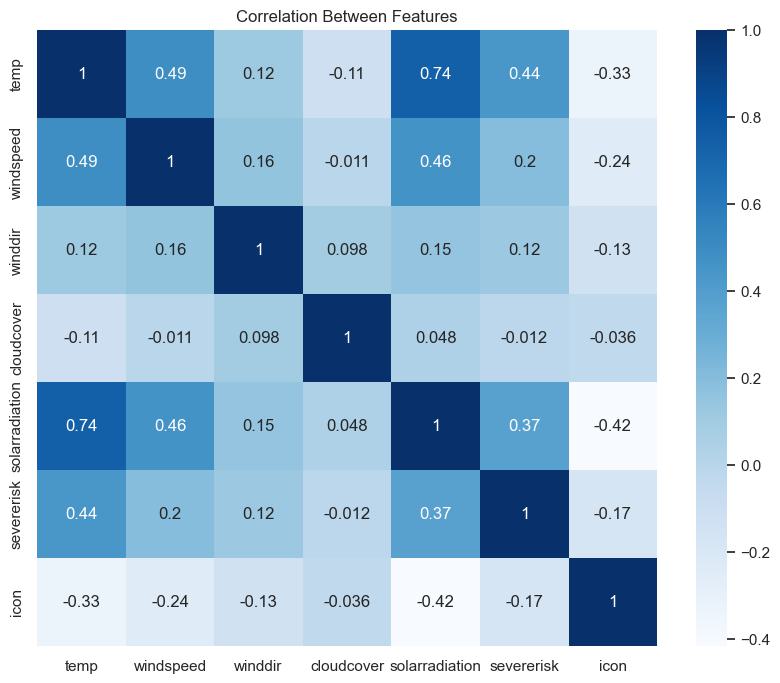 Correlation Between Features
temp 1 0.49 0.12 -0.11 0.74 0.44 -0.33
windspeed 0.49 1 0.16 -0.011 0.46 0.2 -0.24
winddir 0.12 0.16 1 0.098 0.15 0.12 -0.13
cloudcover -0.11 -0.011 0.098 1 0.048 -0.012 -0.036
solarradiation 0.74 0.46 0.15 0.048 1 0.37 -0.42
severerisk 0.44 0.2 0.12 -0.012 0.37 1 -0.17
icon -0.33 -0.24 -0.13 -0.036 -0.42 -0.17 1
temp windspeed winddir cloudcover solarradiation severerisk icon
1.0
0.8
0.6
0.4
0.2
0.0
-0.2
-0.4